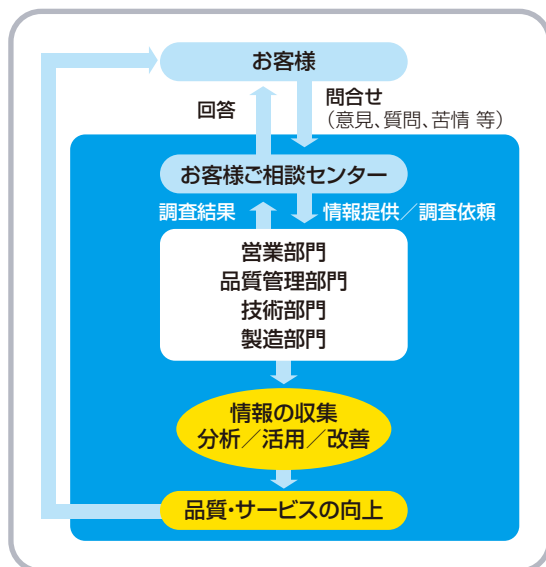 お客様
回答
問合せ
（意見、質問、苦情 等）
お客様ご相談センター
調査結果
情報提供／調査依頼
営業部門
品質管理部門
技術部門
製造部門
情報の収集
分析／活用／改善
品質・サービスの向上